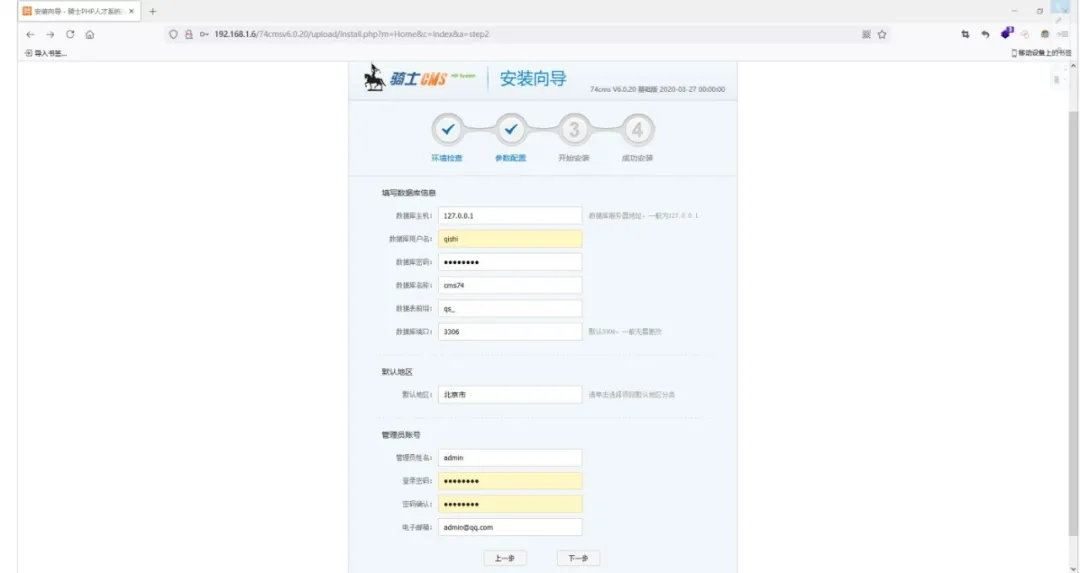 安装向导 - 骑士PHP人才系统
192.168.1.6/74cmsv6.0.20/upload/install.php?m=Home&c=index&a=step2
导入书签...
移动设备上的书签
骑士CMS 安装向导
74cms V6.0.20 基础版 2020-03-27 00:00:00
3 4
环境检查 参数配置 开始安装 成功安装
填写数据库信息
数据库主机: 127.0.0.1 数据库服务器地址,一般为127.0.0.1
数据库用户名: qishi
数据库密码: ••••••••
数据库名称: cms74
数据表前缀: qs_
数据库端口: 3306 默认3306,一般无需更改
默认地区
默认地区: 北京市 请单击选择项目默认地区分类
管理员账号
管理员姓名: admin
登录密码: ••••••••
密码确认: ••••••••
电子邮箱: admin@qq.com
上一步 下一步